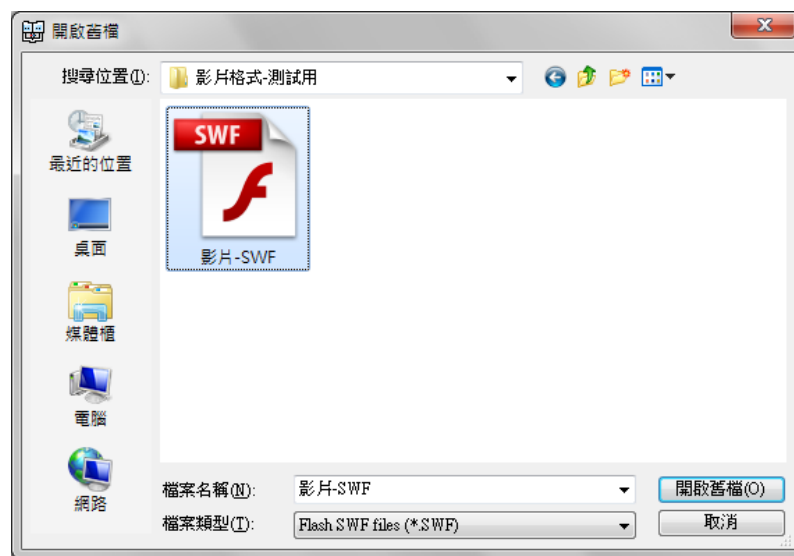 開啟舊檔
搜尋位置(I):
影片格式-測試用
最近的位置
桌面
媒體櫃
電腦
網路
SWF
影片-SWF
檔案名稱(N):
影片-SWF
開啟舊檔(O)
檔案類型(T):
Flash SWF files (*.SWF)
取消